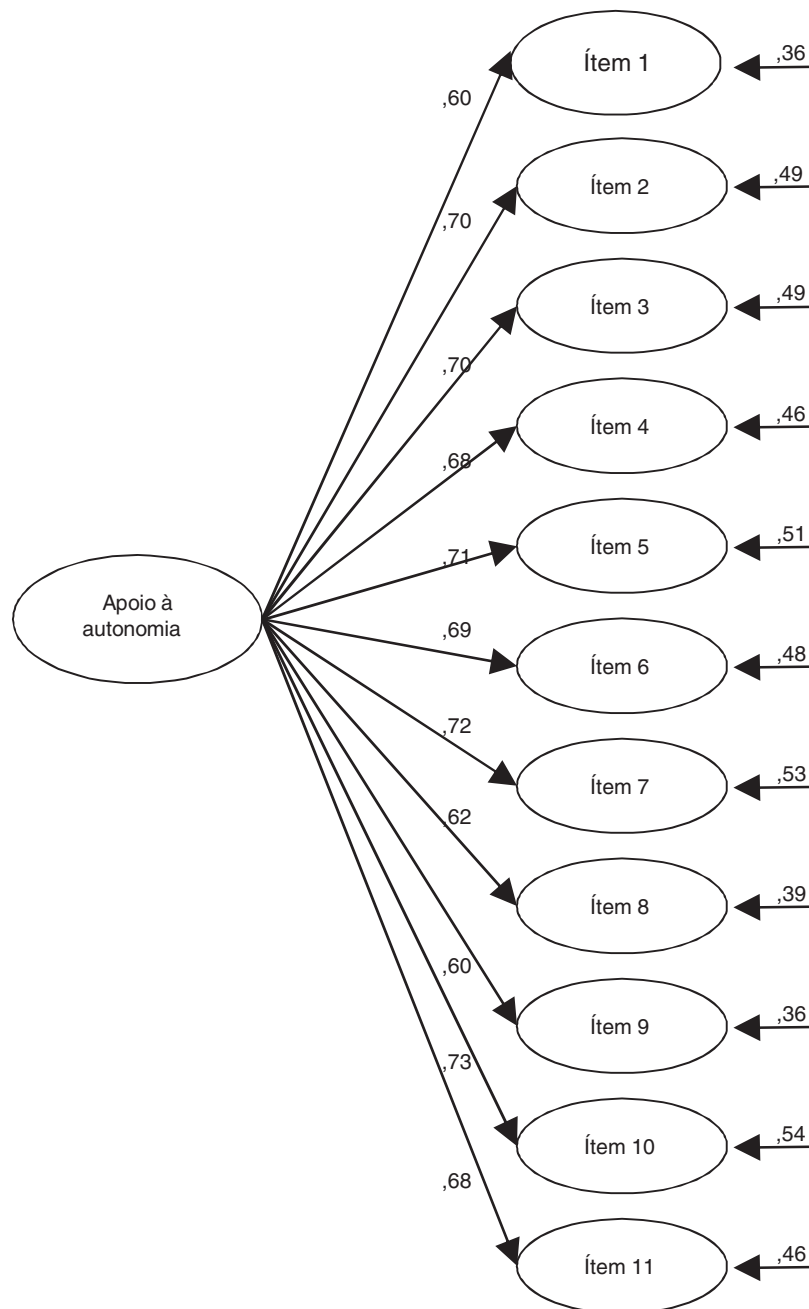 Ítem 1
,36
,60
Ítem 2
,49
,70
Ítem 3
,49
,70
Ítem 4
,46
,68
Ítem 5
,51
,71
Apoio à
autonomia
Ítem 6
,48
,69
Ítem 7
,53
,72
Ítem 8
,39
,62
Ítem 9
,36
,60
Ítem 10
,54
,73
Ítem 11
,46
,68